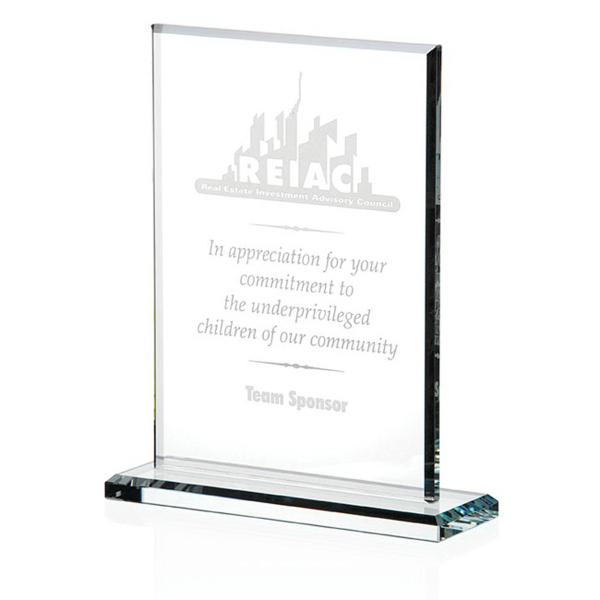 REIAC
Real Estate Investment Advisory Council
In appreciation for your
commitment to
the underprivileged
children of our community
Team Sponsor